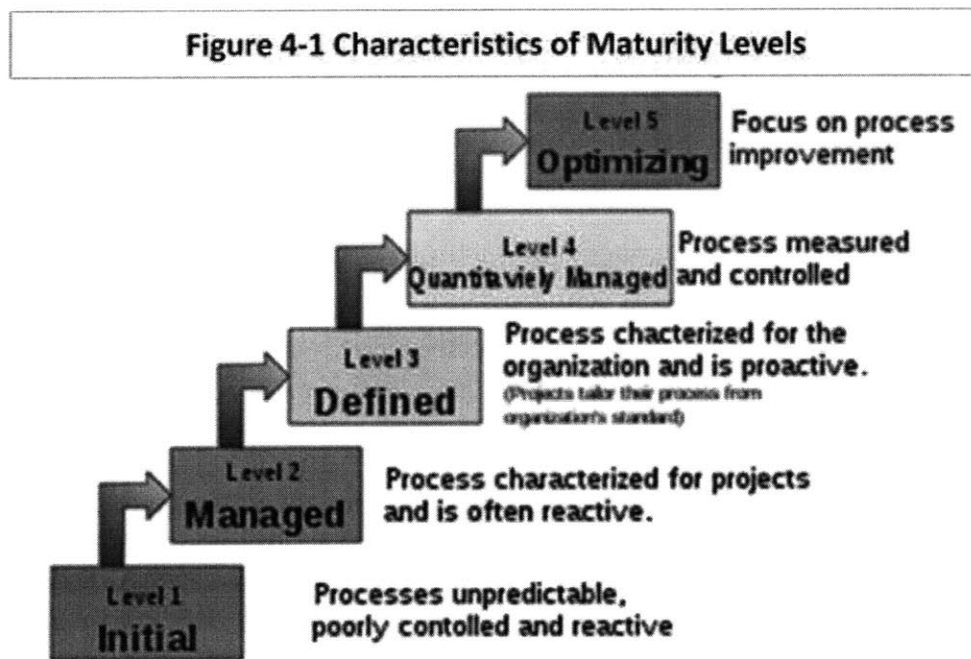 Figure 4-1 Characteristics of Maturity Levels
Level 5
Optimizing
Focus on process
improvement
Level 4
Quantitaviely Managed
Process measured
and controlled
Level 3
Defined
Process chacterized for the
organization and is proactive.
(Projects tailor their process from
organization's standard)
Level 2
Managed
Process characterized for projects
and is often reactive.
Level 1
Initial
Processes unpredictable,
poorly contolled and reactive